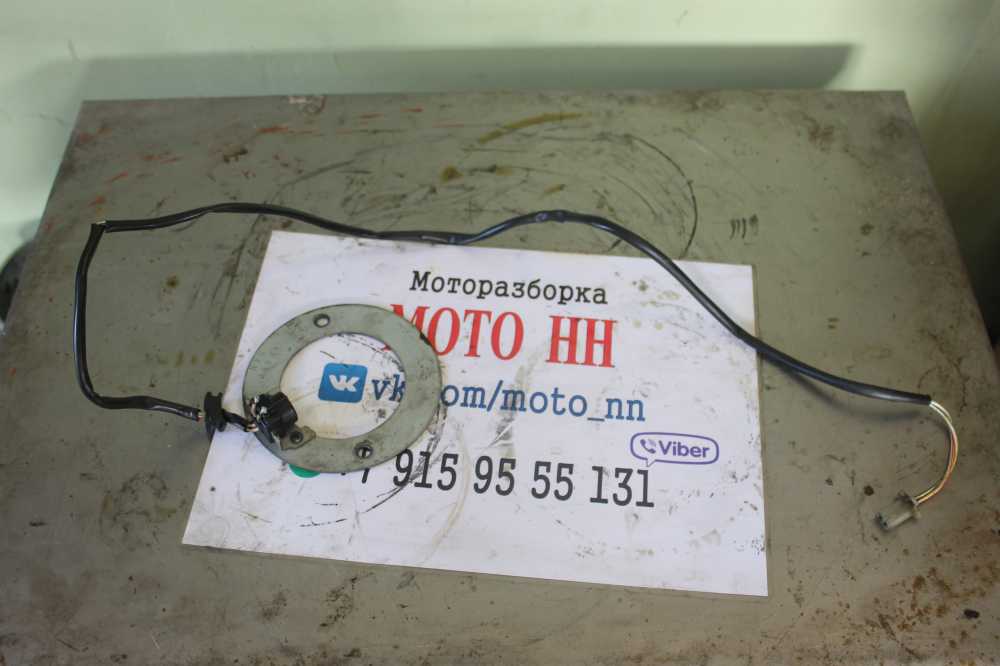 Моторазборка
МОТО НН
vk.com/moto_nn
Viber
+7 915 95 55 131